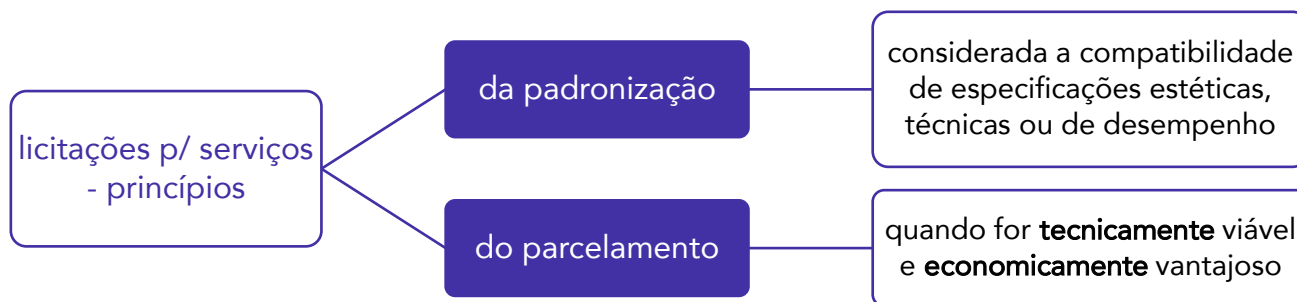 licitações p/ serviços
- princípios
da padronização
considerada a compatibilidade
de especificações estéticas,
técnicas ou de desempenho
do parcelamento
quando for tecnicamente viável
e economicamente vantajoso